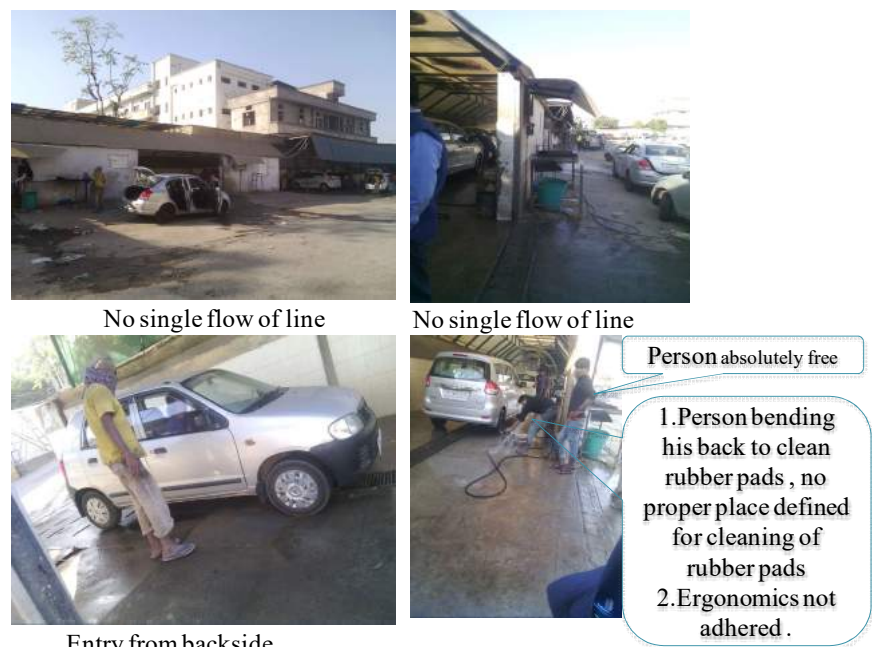 No single flow of line
No single flow of line
Person absolutely free
1.Person bending
his back to clean
rubber pads , no
proper place defined
for cleaning of
rubber pads
2.Ergonomics not
adhered .
Entry from backside